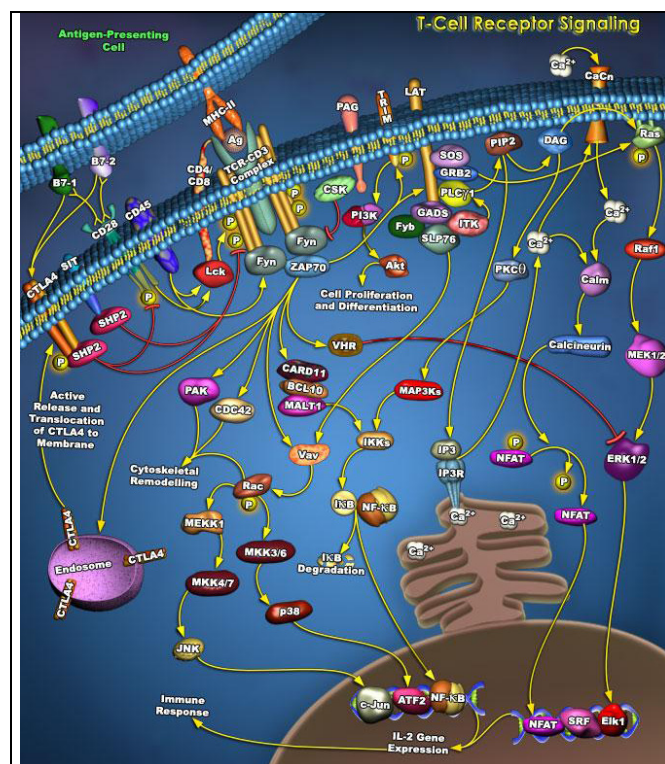 T-Cell Receptor Signaling
Antigen-Presenting
Cell
MHC-II
Ag
TCR-CD3
Complex
CD4/
CD8
B7-2
B7-1
CD28
CD45
CTLA4
SIT
SHP2
SHP2
P
P
Lck
P
P
P
P
Fyn
Fyn
ZAP70
CSK
PAG
TRIM
P
LAT
PI3K
Akt
Cell Proliferation and
Differentiation
SOS
GRB2
PLCγ1
GADS
ITK
Fyb
SLP76
PIP2
DAG
Ca2+
CaCn
Ras
P
Ca2+
Ca2+
Raf1
PKCθ
Calm
Calcineurin
MEK1/2
ERK1/2
VHR
Active
Release and
Translocation
of CTLA4 to
Membrane
PAK
CDC42
CARD11
BCL10
MALT1
MAP3Ks
IKKs
Cytoskeletal
Remodelling
Vav
Rac
P
IP3
IP3R
P
NFAT
P
NFAT
MEKK1
IκB
NF-κB
Ca2+
Ca2+
Ca2+
MKK3/6
IκB
Degradation
CTLA4
Endosome
CTLA4
CTLA4
MKK4/7
p38
JNK
Immune
Response
c-Jun
ATF2
NF-κB
IL-2 Gene
Expression
NFAT
SRF
Elk1